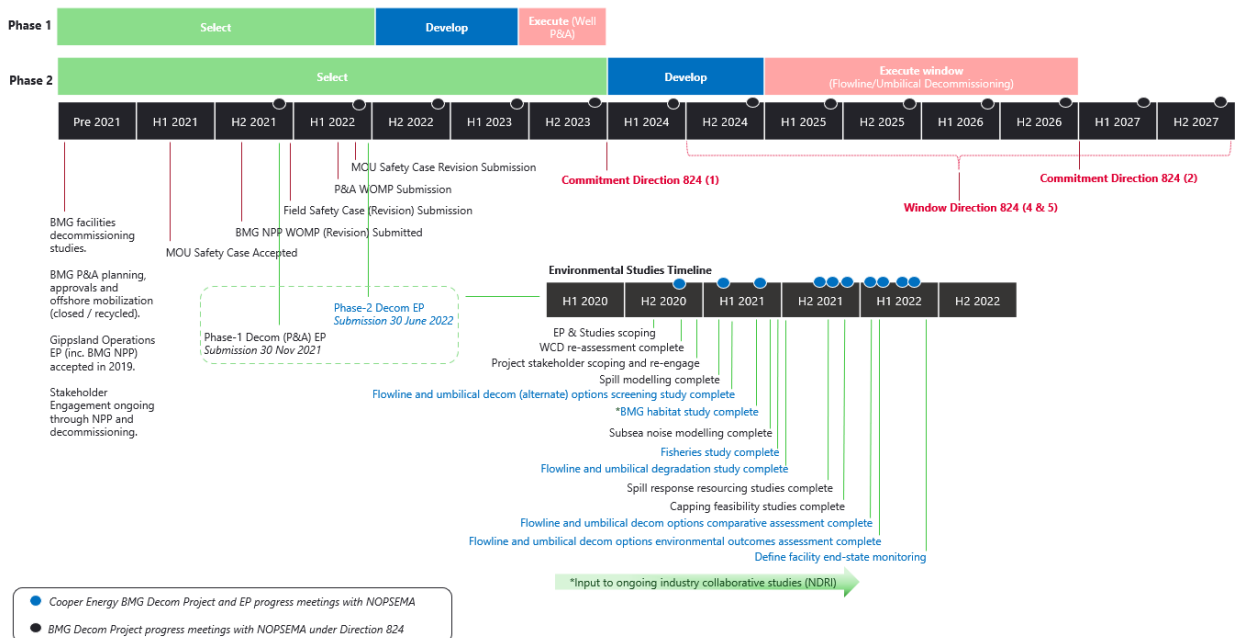 Phase 1
Select
Develop
Execute (Well
P&A)
Phase 2
Select
Develop
Execute window
(Flowline/Umbilical Decommissioning)
Pre 2021
H1 2021
H2 2021
H1 2022
H2 2022
H1 2023
H2 2023
H1 2024
H2 2024
H1 2025
H2 2025
H1 2026
H2 2026
H1 2027
H2 2027
MOU Safety Case Revision Submission
P&A WOMP Submission
Field Safety Case (Revision) Submission
BMG NPP WOMP (Revision) Submitted
MOU Safety Case Accepted
Commitment Direction 824 (1)
Commitment Direction 824 (2)
Window Direction 824 (4 & 5)
BMG facilities
decommissioning
studies.
BMG P&A planning,
approvals and
offshore mobilization
(closed / recycled).
Gippsland Operations
EP (inc. BMG NPP)
accepted in 2019.
Stakeholder
Engagement ongoing
through NPP and
decommissioning.
Phase-2 Decom EP
Submission 30 June 2022
Phase-1 Decom (P&A) EP
Submission 30 Nov 2021
Environmental Studies Timeline
H1 2020
H2 2020
H1 2021
H2 2021
H1 2022
H2 2022
EP & Studies scoping
WCD re-assessment complete
Project stakeholder scoping and re-engage
Spill modelling complete
Flowline and umbilical decom (alternate) options screening study complete
*BMG habitat study complete
Subsea noise modelling complete
Fisheries study complete
Flowline and umbilical degradation study complete
Spill response resourcing studies complete
Capping feasibility studies complete
Flowline and umbilical decom options comparative assessment complete
Flowline and umbilical decom options environmental outcomes assessment complete
Define facility end-state monitoring
*Input to ongoing industry collaborative studies (NDRI)
Cooper Energy BMG Decom Project and EP progress meetings with NOPSEMA
BMG Decom Project progress meetings with NOPSEMA under Direction 824